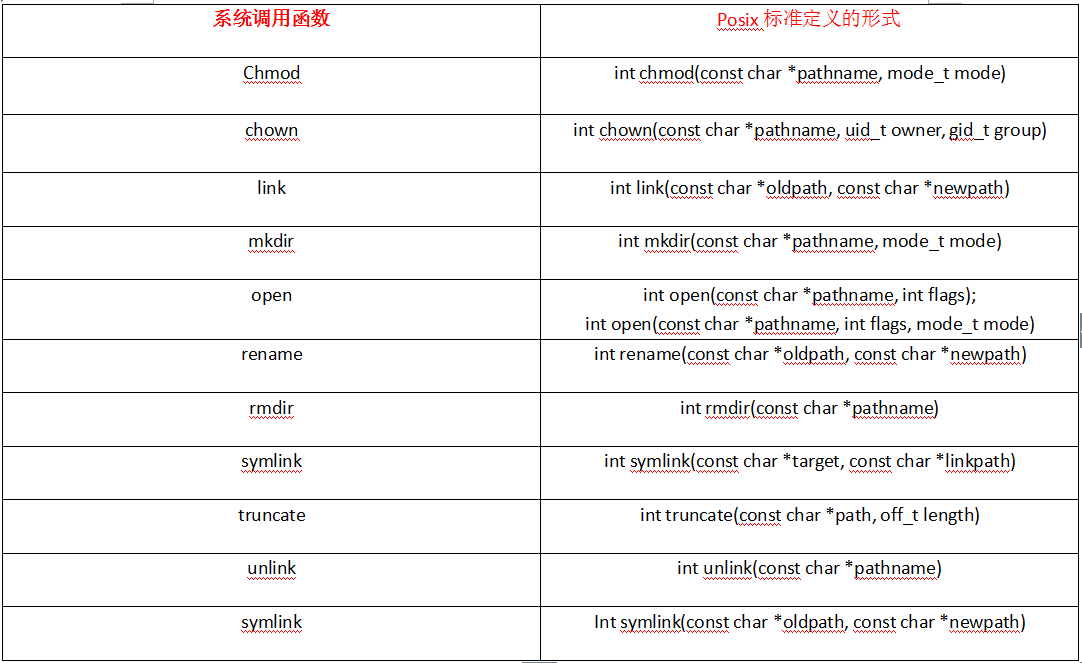 系统调用函数
Posix 标准定义的形式
Chmod
int chmod(const char *pathname, mode_t mode)
chown
int chown(const char *pathname, uid_t owner, gid_t group)
link
int link(const char *oldpath, const char *newpath)
mkdir
int mkdir(const char *pathname, mode_t mode)
open
int open(const char *pathname, int flags);
int open(const char *pathname, int flags, mode_t mode)
rename
int rename(const char *oldpath, const char *newpath)
rmdir
int rmdir(const char *pathname)
symlink
int symlink(const char *target, const char *linkpath)
truncate
int truncate(const char *path, off_t length)
unlink
int unlink(const char *pathname)
symlink
Int symlink(const char *oldpath, const char *newpath)